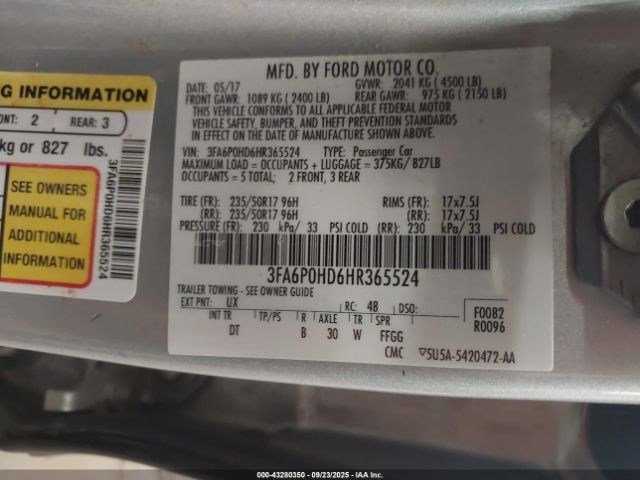 NG INFORMATION
ONT: 2 REAR: 3
kg or 827 lbs.
SEE OWNERS
MANUAL FOR
ADDITIONAL
INFORMATION
3FA6P0HD6HR365524
MFD. BY FORD MOTOR CO.
DATE: 05/17 GVWR: 2041 KG ( 4500 LB)
FRONT GAWR: 1089 KG ( 2400 LB) REAR GAWR: 975 KG ( 2150 LB)
THIS VEHICLE CONFORMS TO ALL APPLICABLE FEDERAL MOTOR
VEHICLE SAFETY, BUMPER, AND THEFT PREVENTION STANDARDS
IN EFFECT ON THE DATE OF MANUFACTURE SHOWN ABOVE.
VIN: 3FA6P0HD6HR365524 TYPE: Passenger Car
MAXIMUM LOAD = OCCUPANTS + LUGGAGE = 375KG/ 827LB
OCCUPANTS = 5 TOTAL: 2 FRONT, 3 REAR
TIRE (FR): 235/50R17 96H RIMS (FR): 17x7.5J
(RR): 235/50R17 96H (RR): 17x7.5J
PRESSURE (FR): 230 kPa/ 33 PSI COLD (RR): 230 kPa/ 33 PSI COLD
3FA6P0HD6HR365524
TRAILER TOWING - SEE OWNER GUIDE
EXT PNT: UX RC: 48 DSO:
INT TR TP/PS R AXLE TR SPR
DT B 30 W FFGG
F0082
R0096
CMC 5U5A-5420472-AA
000-43280350 - 09/23/2025 - IAA, INC.